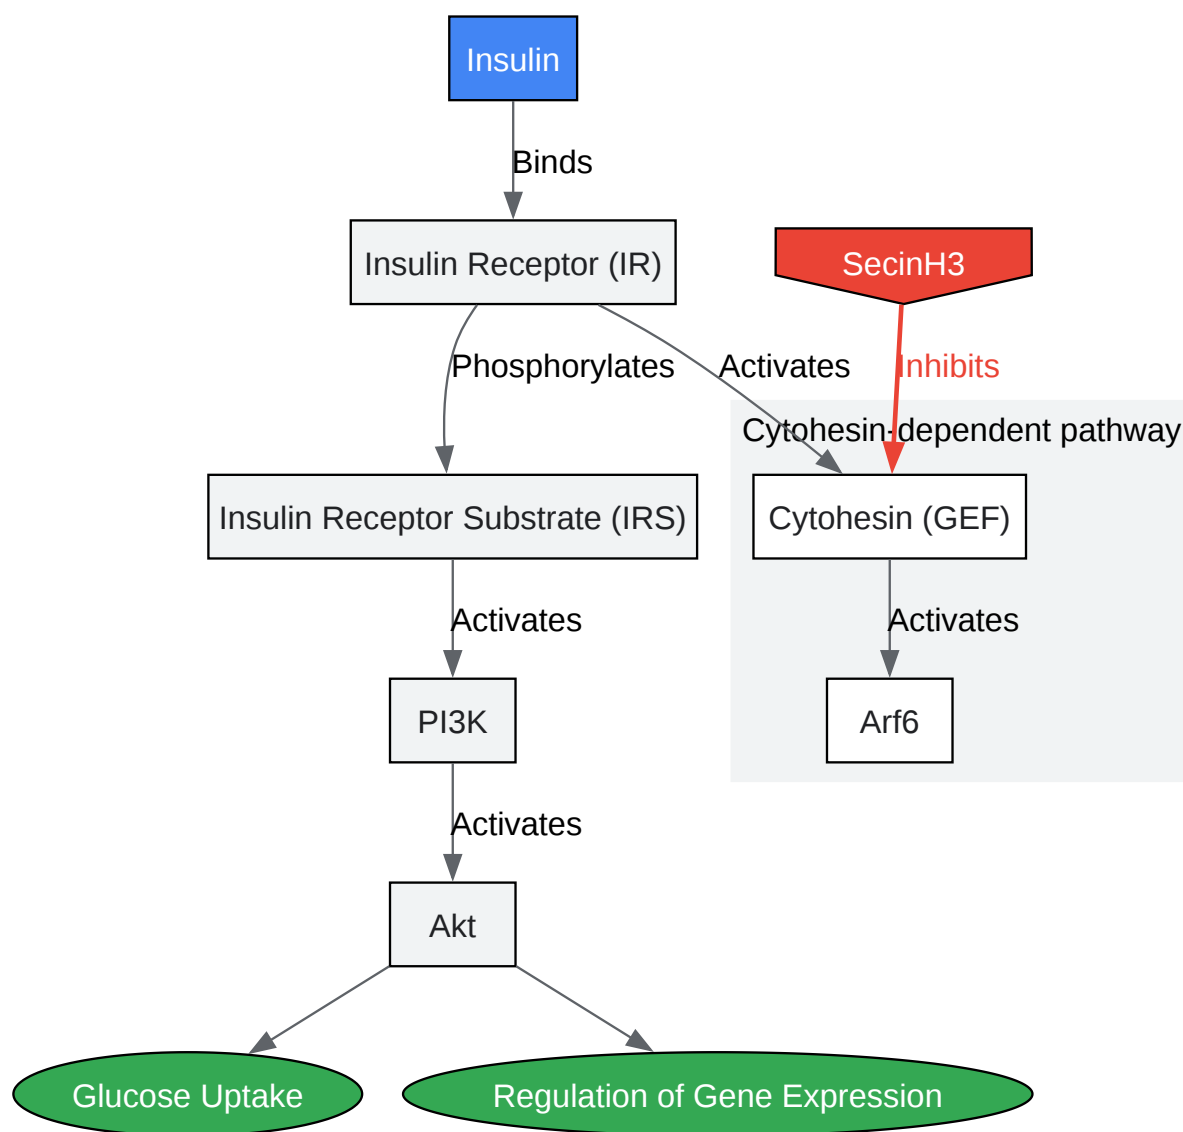 Insulin
Binds
Insulin Receptor (IR)
SecinH3
Phosphorylates
Activates
Inhibits
Cytohesin-dependent pathway
Insulin Receptor Substrate (IRS)
Cytohesin (GEF)
Activates
Activates
PI3K
Arf6
Activates
Akt
Glucose Uptake
Regulation of Gene Expression